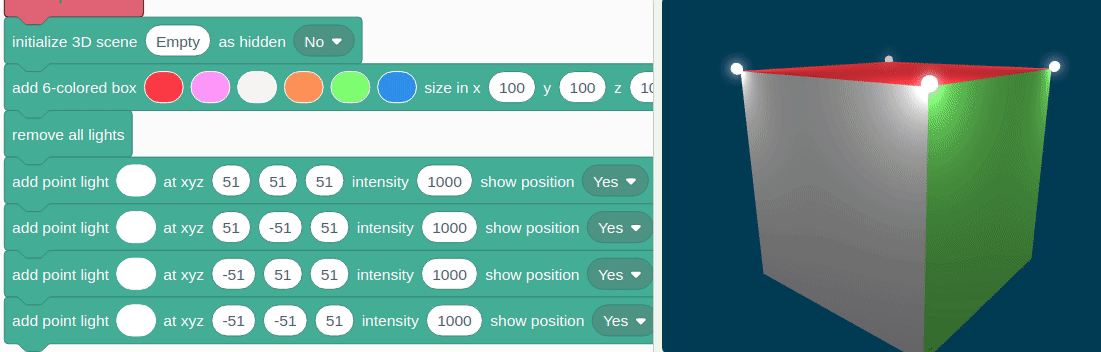 initialize 3D scene Empty as hidden No
add 6-colored box size in x 100 y 100 z 10
remove all lights
add point light at xyz 51 51 51 intensity 1000 show position Yes
add point light at xyz 51 -51 51 intensity 1000 show position Yes
add point light at xyz -51 51 51 intensity 1000 show position Yes
add point light at xyz -51 -51 51 intensity 1000 show position Yes